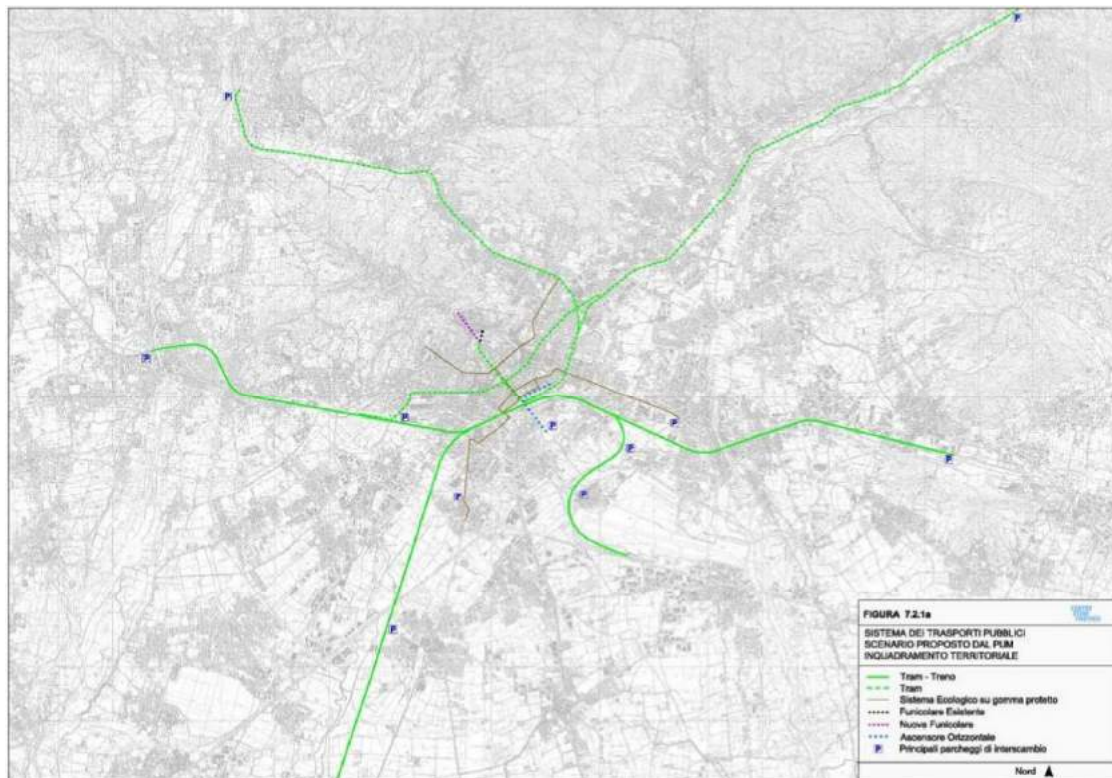 P
P
P
P
P
P
P
P
P
P
P
FIGURA 7.2.1a
SISTEMA DEI TRASPORTI PUBBLICI
SCENARIO PROPOSTO DAL PUM
INQUADRAMENTO TERRITORIALE
Tram - Treno
Tram
Sistema Ecologico su gomma protetto
Funicolare Esistente
Nuova Funicolare
Ascensore Orizzontale
P Principali parcheggi di interscambio
Nord